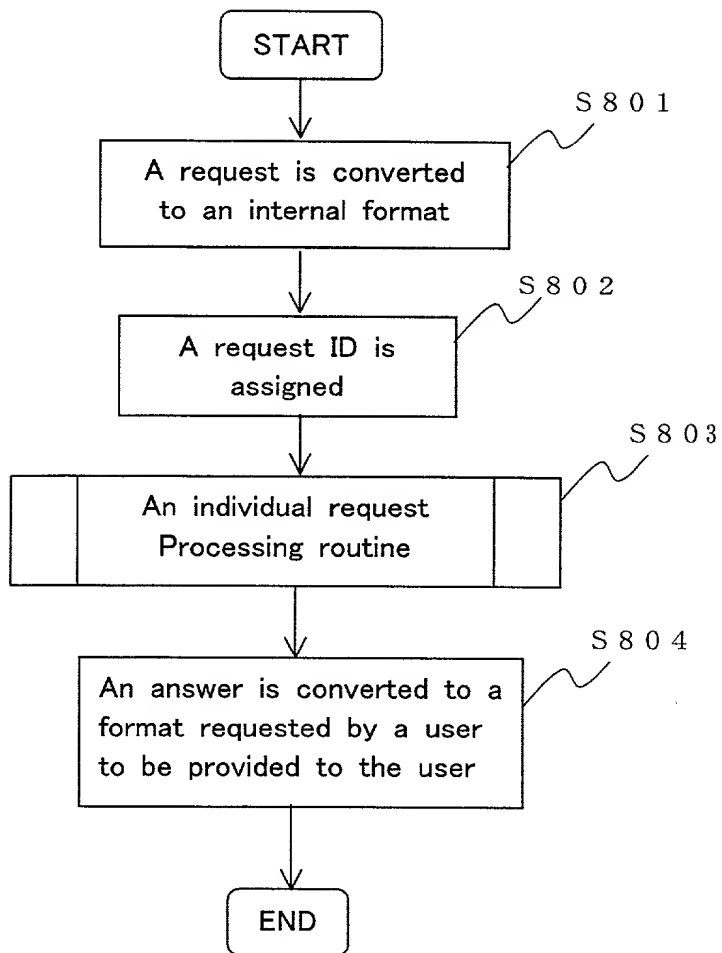 START
S801
A request is converted
to an internal format
S802
A request ID is
assigned
S803
An individual request
Processing routine
S804
An answer is converted to a
format requested by a user
to be provided to the user
END